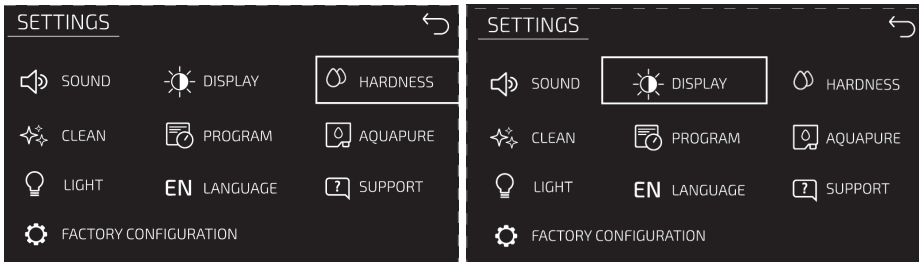 SETTINGS
SOUND DISPLAY HARDNESS
CLEAN PROGRAM AQUAPURE
LIGHT EN LANGUAGE ? SUPPORT
FACTORY CONFIGURATION
SETTINGS
SOUND DISPLAY HARDNESS
CLEAN PROGRAM AQUAPURE
LIGHT EN LANGUAGE ? SUPPORT
FACTORY CONFIGURATION